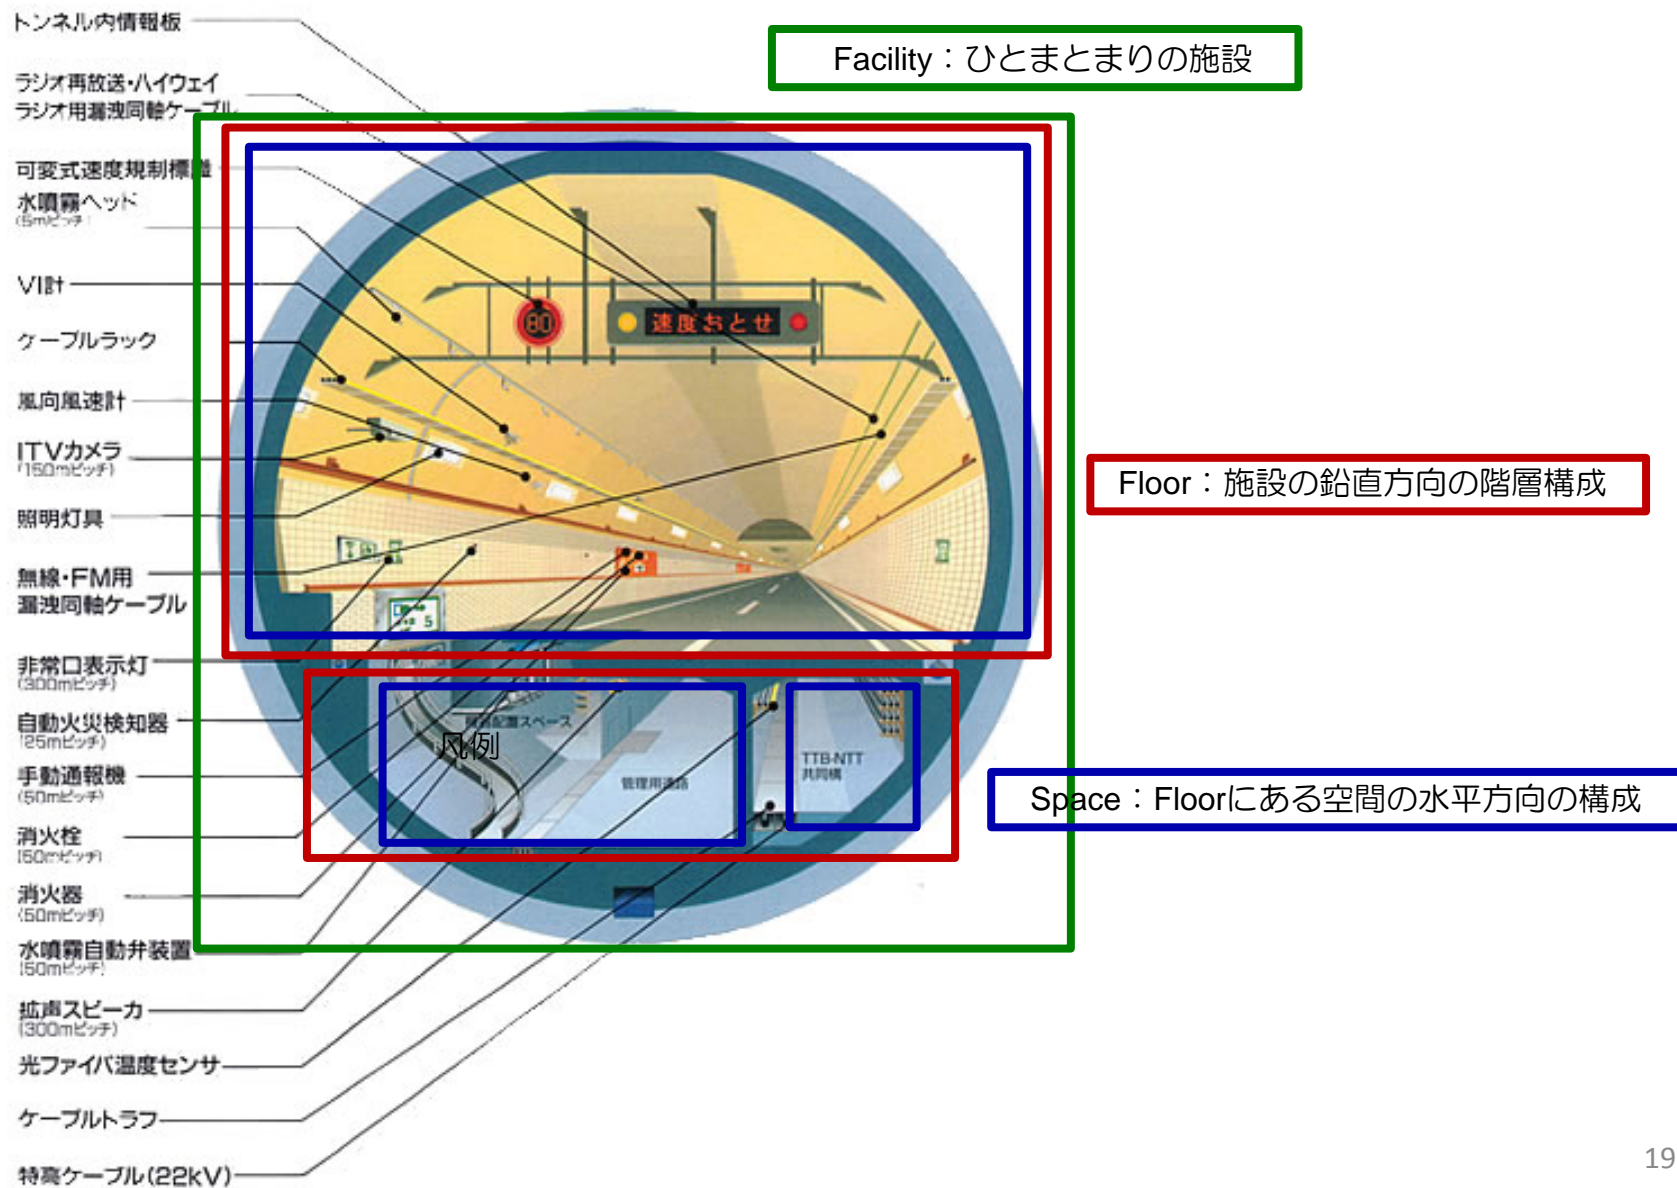 トンネル内情報板
ラジオ再放送・ハイウェイ
ラジオ用漏洩同軸ケーブル
可変式速度規制標識
水噴霧ヘッド
(5mピッチ)
VI計
ケーブルラック
風向風速計
ITVカメラ
(150mピッチ)
照明灯具
無線・FM用
漏洩同軸ケーブル
非常口表示灯
(300mピッチ)
自動火災検知器
(25mピッチ)
手動通報機
(50mピッチ)
消火栓
(50mピッチ)
消火器
(50mピッチ)
水噴霧自動弁装置
(50mピッチ)
拡声スピーカ
(300mピッチ)
光ファイバ温度センサ
ケーブルトラフ
特高ケーブル(22kV)
Facility：ひとまとまりの施設
80
速度おとせ
5
Floor：施設の鉛直方向の階層構成
配置スペース
凡例
管理用通路
TTB・NTT
共同構
Space：Floorにある空間の水平方向の構成
19